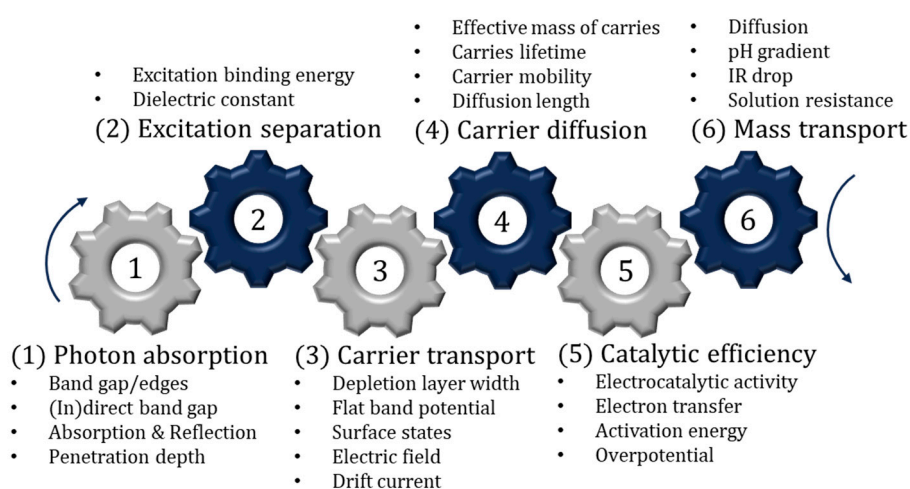 • Excitation binding energy
• Dielectric constant
(2) Excitation separation
• Effective mass of carries
• Carries lifetime
• Carrier mobility
• Diffusion length
(4) Carrier diffusion
• Diffusion
• pH gradient
• IR drop
• Solution resistance
(6) Mass transport
1
2
3
4
5
6
(1) Photon absorption
• Band gap/edges
• (In)direct band gap
• Absorption & Reflection
• Penetration depth
(3) Carrier transport
• Depletion layer width
• Flat band potential
• Surface states
• Electric field
• Drift current
(5) Catalytic efficiency
• Electrocatalytic activity
• Electron transfer
• Activation energy
• Overpotential